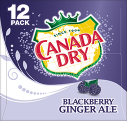 12
PACK
SINCE 1904
CANADA
DRY
BLACKBERRY
GINGER ALE